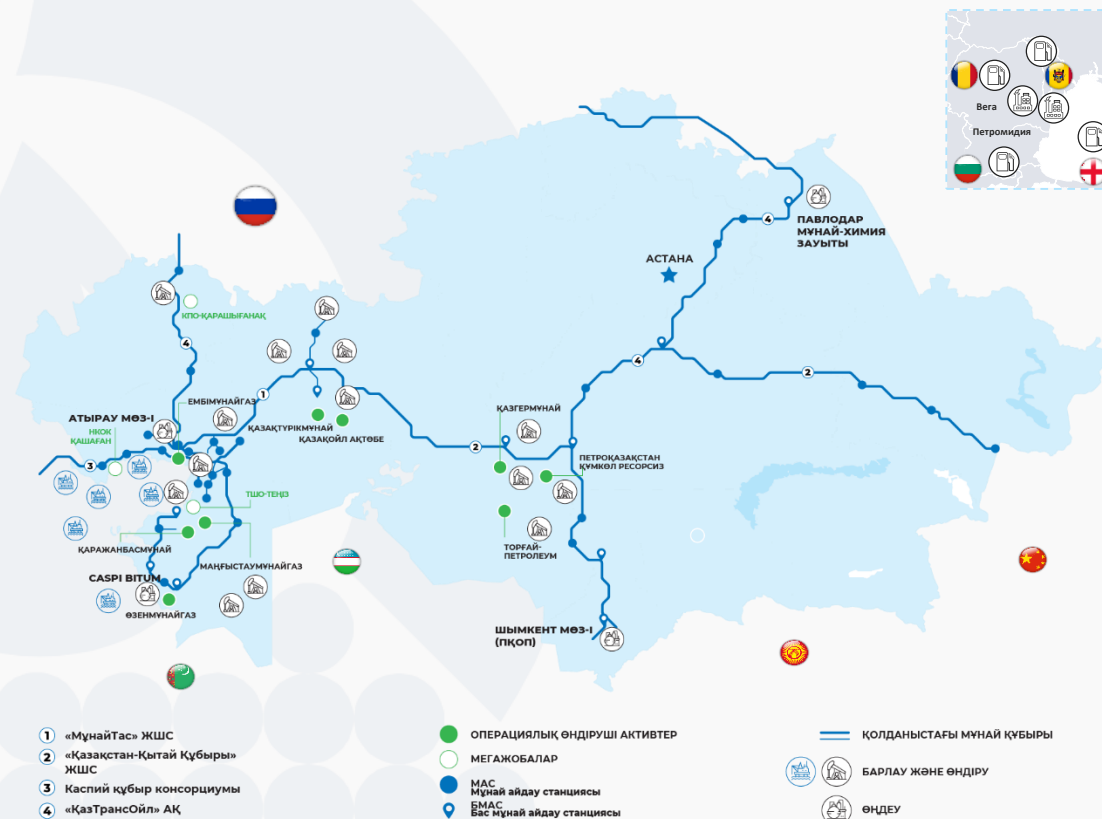 Вега
Петромидия
4
ПАВЛОДАР
МҰНАЙ-ХИМИЯ
ЗАУЫТЫ
АСТАНА
КПО-ҚАРАШЫҒАНАҚ
4
4
2
1
ЕМБІМҰНАЙГАЗ
АТЫРАУ МӨЗ-І
НКОК
ҚАШАҒАН
ҚАЗАҚТҮРІКМҰНАЙ
ҚАЗАҚОЙЛ АҚТӨБЕ
ҚАЗГЕРМҰНАЙ
2
3
ПЕТРОҚАЗАҚСТАН
ҚҰМКӨЛ РЕСОРСИЗ
ТШО-ТЕҢІЗ
ҚАРАЖАНБАСМҰНАЙ
ТОРҒАЙ-
ПЕТРОЛЕУМ
МАҢҒЫСТАУМҰНАЙГАЗ
CASPI BITUM
ӨЗЕНМҰНАЙГАЗ
ШЫМКЕНТ МӨЗ-І
(ПҚОП)
1 «МұнайТас» ЖШС
2 «Қазақстан-Қытай Құбыры»
ЖШС
3 Каспий құбыр консорциумы
4 «ҚазТрансОйл» АҚ
ОПЕРАЦИЯЛЫҚ ӨНДІРУШІ АКТИВТЕР
МЕГАЖОБАЛАР
МАС
Мұнай айдау станциясы
БМАС
Бас мұнай айдау станциясы
ҚОЛДАНЫСТАҒЫ МҰНАЙ ҚҰБЫРЫ
БАРЛАУ ЖӘНЕ ӨНДІРУ
ӨҢДЕУ